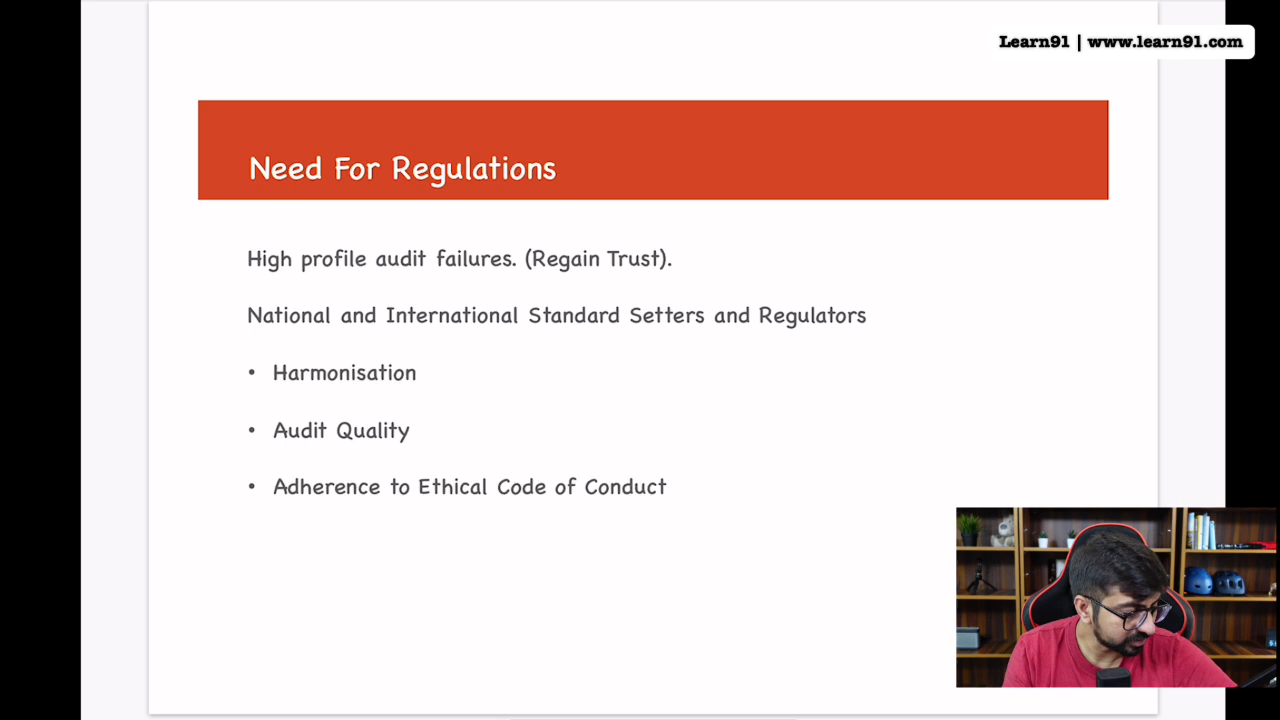 Learn91 | www.learn91.com
Need For Regulations
High profile audit failures. (Regain Trust).
National and International Standard Setters and Regulators
• Harmonisation
• Audit Quality
• Adherence to Ethical Code of Conduct